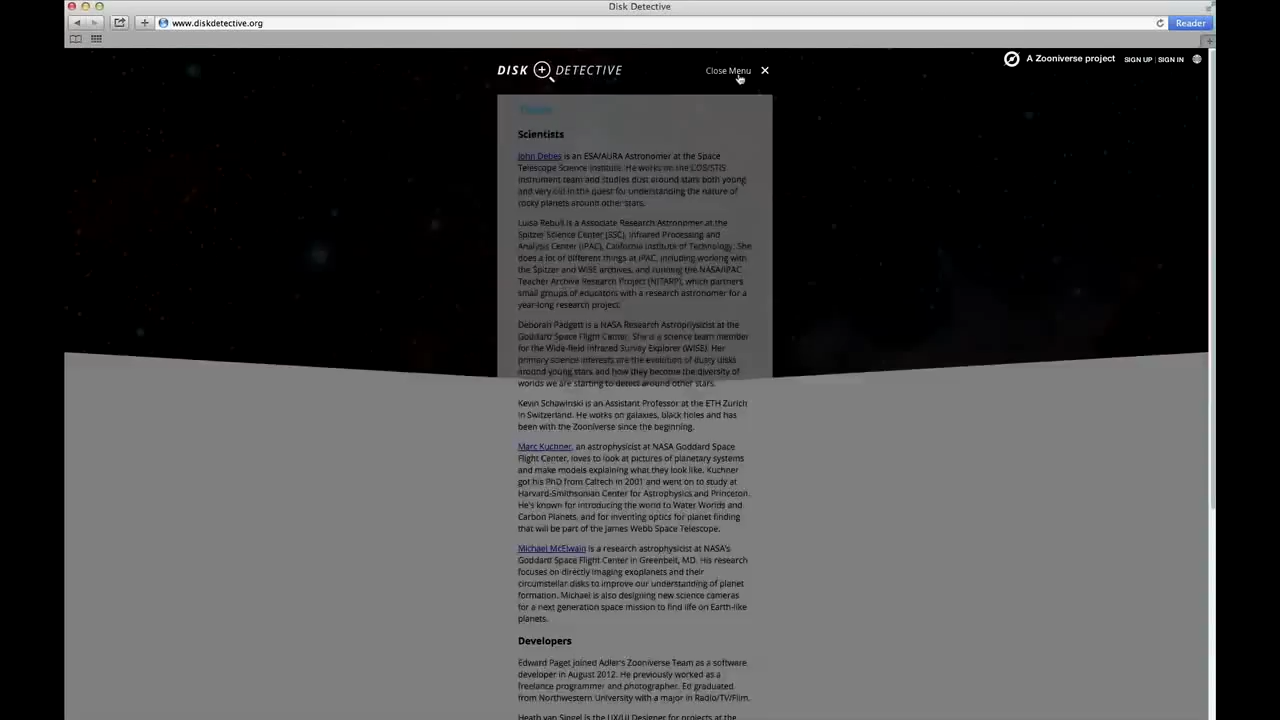 Disk Detective
www.diskdetective.org
Reader
DISK DETECTIVE
Close Menu ×
A Zooniverse project
SIGN UP | SIGN IN
Scientists
John Debes is an ESA/AURA Astronomer at the Space
Telescope Science Institute. He works on the COS/STIS
instrument team and studies dust around stars both young
and very old in the quest for understanding the nature of
rocky planets around other stars.
Luisa Rebull is a Associate Research Astronomer at the
Spitzer Science Center (SSC), Infrared Processing and
Analysis Center (IPAC), California Institute of Technology. She
does a lot of different things at IPAC, including working with
the Spitzer and WISE archives, and running the NASA/IPAC
Teacher Archive Research Project (NITARP), which partners
small groups of educators with a research astronomer for a
year-long research project.
Deborah Padgett is a NASA Research Astrophysicist at the
Goddard Space Flight Center. She is a science team member
for the Wide-field Infrared Survey Explorer (WISE). Her
primary science interests are the evolution of dusty disks
around young stars and how they become the diversity of
worlds we are starting to detect around other stars.
Kevin Schawinski is an Assistant Professor at the ETH Zurich
in Switzerland. He works on galaxies, black holes and has
been with the Zooniverse since the beginning.
Marc Kuchner, an astrophysicist at NASA Goddard Space
Flight Center, loves to look at pictures of planetary systems
and make models explaining what they look like. Kuchner
got his PhD from Caltech in 2001 and went on to study at
Harvard-Smithsonian Center for Astrophysics and Princeton.
He's known for introducing the world to Water Worlds and
Carbon Planets, and for inventing optics for planet finding
that will be part of the James Webb Space Telescope.
Michael McElwain is a research astrophysicist at NASA's
Goddard Space Flight Center in Greenbelt, MD. His research
focuses on directly imaging exoplanets and their
circumstellar disks to improve our understanding of planet
formation. Michael is also designing new science cameras
for a next generation space mission to find life on Earth-like
planets.
Developers
Edward Paget joined Adler's Zooniverse Team as a software
developer in August 2012. He previously worked as a
freelance programmer and photographer. Ed graduated
from Northwestern University with a major in Radio/TV/Film.
Heath van Singel is the UX/UI Designer for projects at the